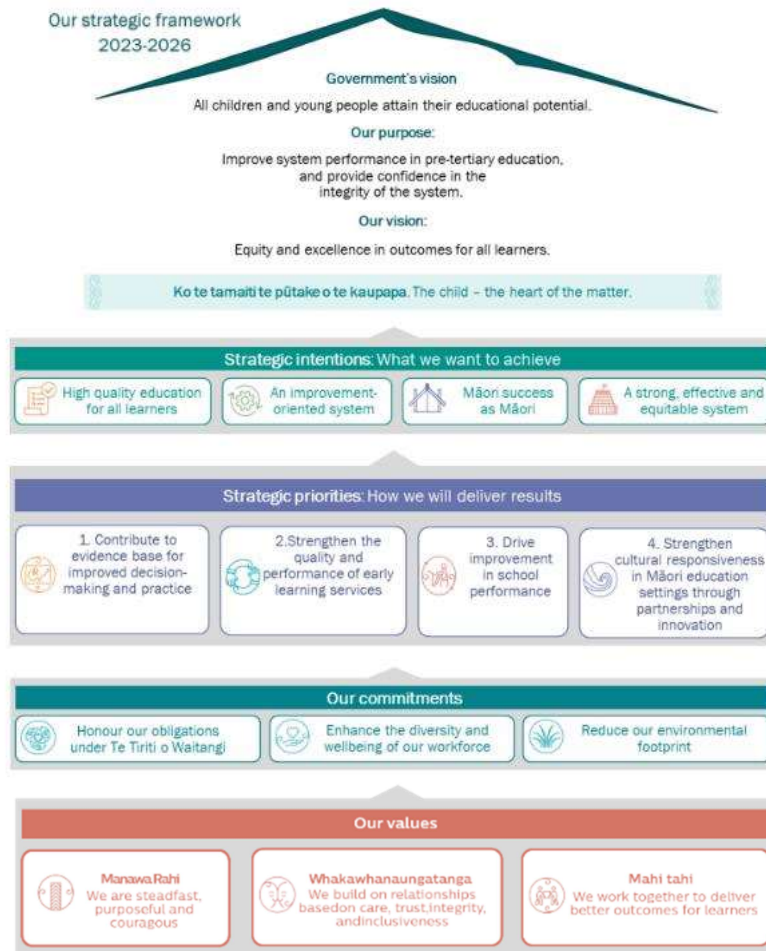 Our strategic framework
2023-2026
Government's vision
All children and young people attain their educational potential.
Our purpose:
Improve system performance in pre-tertiary education,
and provide confidence in the
integrity of the system.
Our vision:
Equity and excellence in outcomes for all learners.
Ko te tamaiti te pūtake o te kaupapa. The child – the heart of the matter.
Strategic intentions: What we want to achieve
High quality education
for all learners
An improvement-
oriented system
Māori success
as Māori
A strong, effective and
equitable system
Strategic priorities: How we will deliver results
1. Contribute to
evidence base for
improved decision-
making and practice
2.Strengthen the
quality and
performance of early
learning services
3. Drive
improvement
in school
performance
4. Strengthen
cultural responsiveness
in Māori education
settings through
partnerships and
innovation
Our commitments
Honour our obligations
under Te Tiriti o Waitangi
Enhance the diversity and
wellbeing of our workforce
Reduce our environmental
footprint
Our values
Manawa Rahi
We are steadfast,
purposeful and
couragous
Whakawhanaungatanga
We build on relationships
basedon care, trust,integrity,
andinclusiveness
Mahi tahi
We work together to deliver
better outcomes for learners